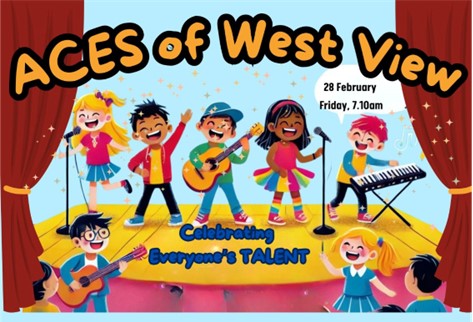 ACES of West View
28 February
Friday, 7.10am
Celebrating
Everyone's TALENT